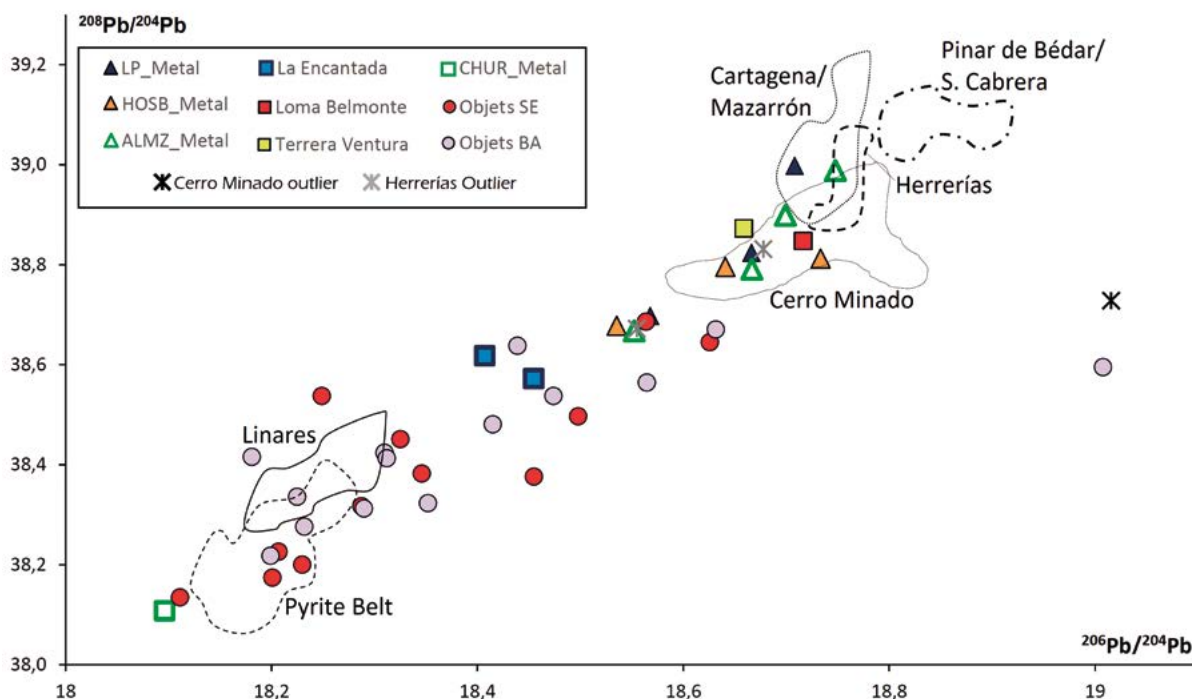 208Pb/204Pb
39,2
39,0
38,8
38,6
38,4
38,2
38,0
LP_Metal La Encantada CHUR_Metal
HOSB_Metal Loma Belmonte Objets SE
ALMZ_Metal Terrera Ventura Objets BA
Cerro Minado outlier Herrerías Outlier
Cartagena/
Mazarrón
Pinar de Bédar/
S. Cabrera
Herrerías
Cerro Minado
Linares
Pyrite Belt
206Pb/204Pb
18 18,2 18,4 18,6 18,8 19